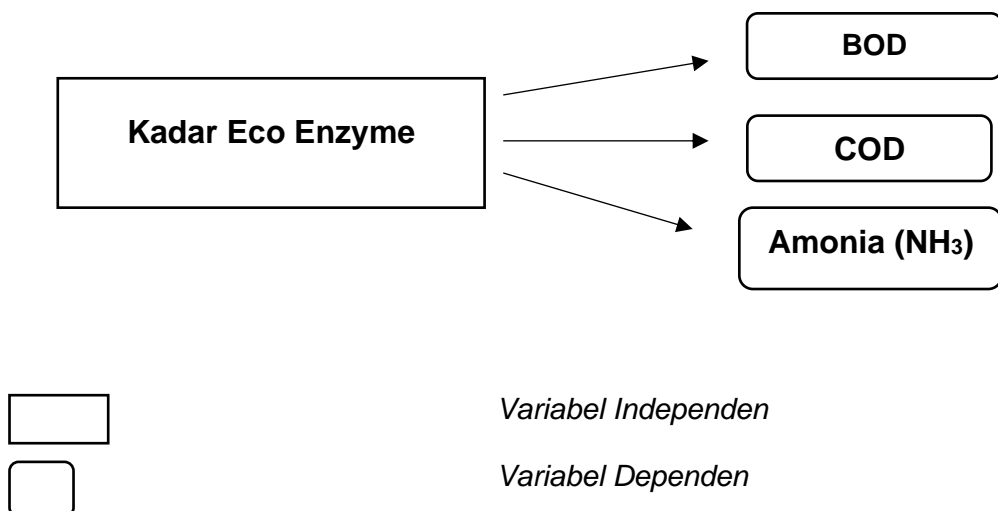 BOD
Kadar Eco Enzyme
COD
Amonia (NH₃)
Variabel Independen
Variabel Dependen